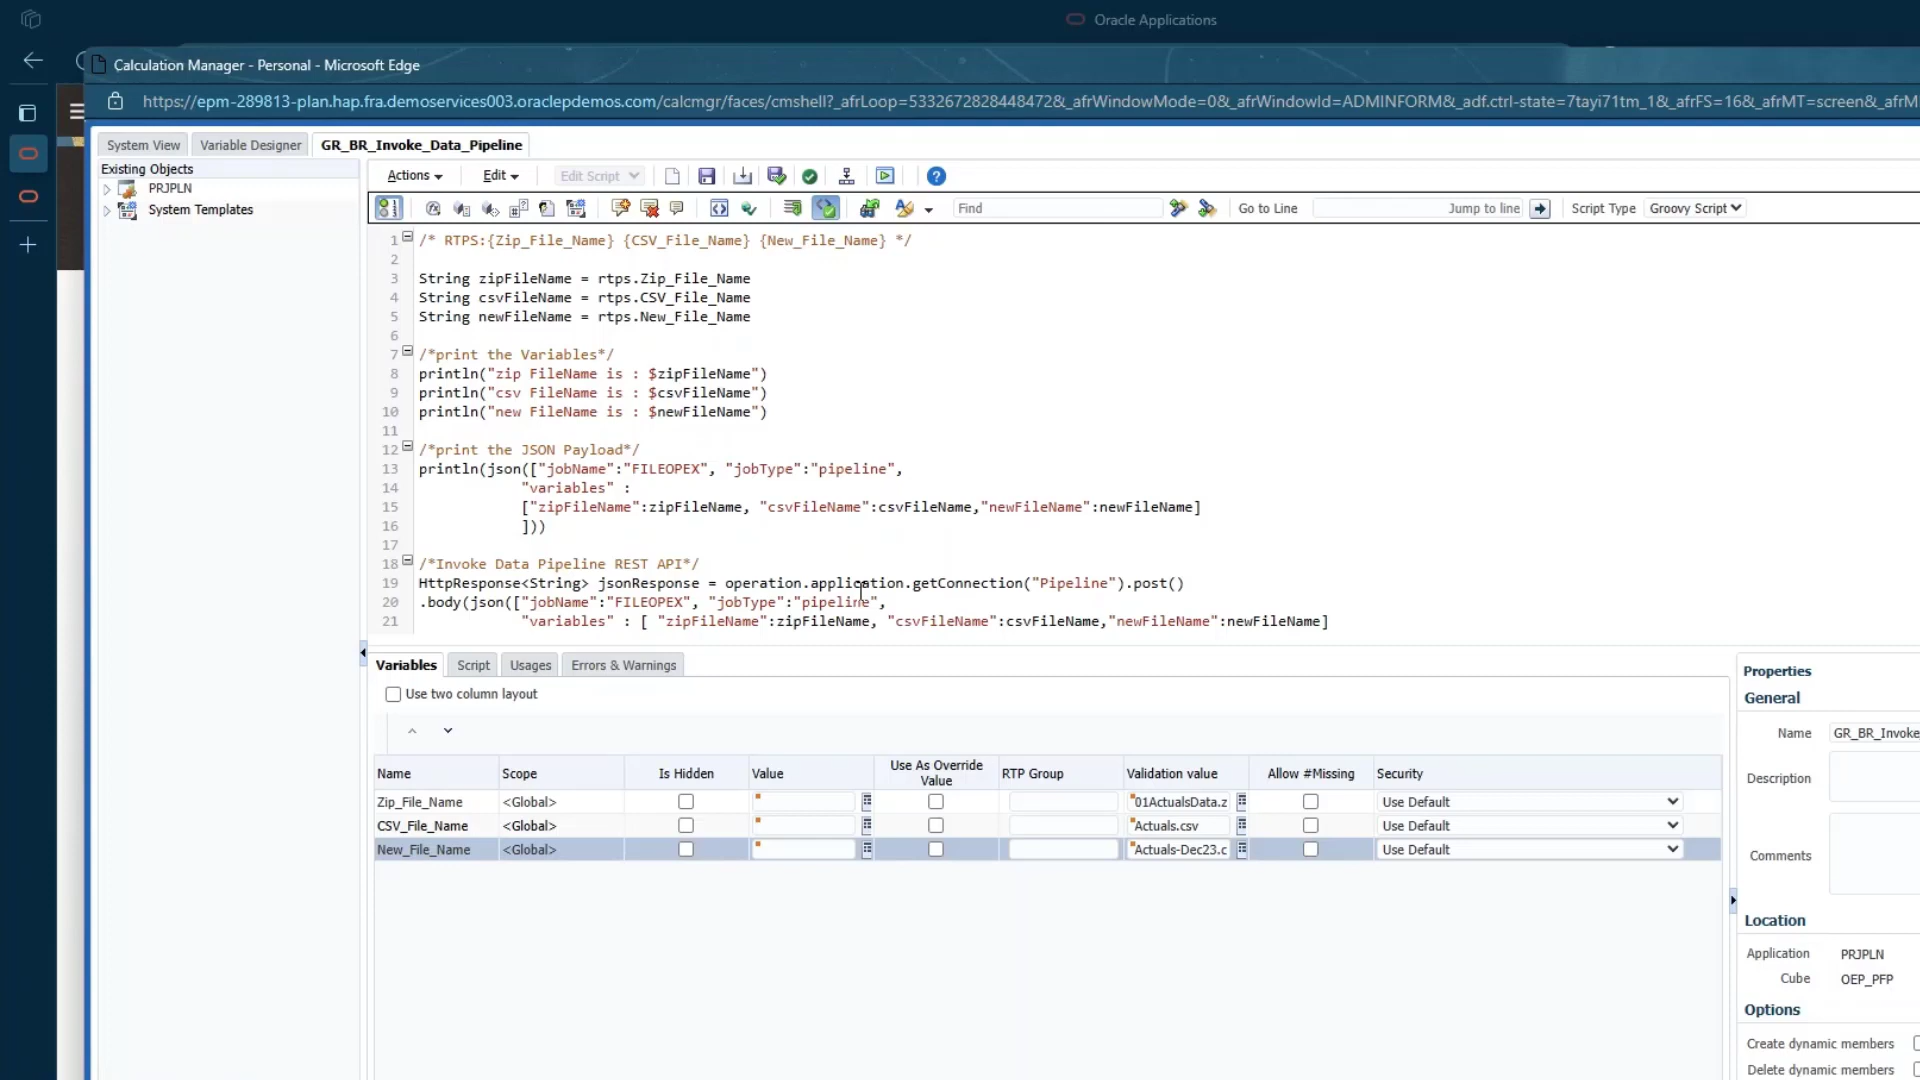 Oracle Applications
Calculation Manager - Personal - Microsoft Edge
https://epm-289813-plan.hap.fra.demoservices003.oraclepdemos.com/calcmgr/faces/cmshell?_afrLoop=5332672828448472&_afrWindowMode=0&_afrWindowId=ADMINFORM&_adf.ctrl-state=7tayi71tm_1&_afrFS=16&_afrMT=screen&_afrM
System View
Variable Designer
GR_BR_Invoke_Data_Pipeline
Existing Objects
PRJPLN
System Templates
Actions
Edit
Edit Script
Find
Go to Line
Jump to line
Script Type
Groovy Script
1 /* RTPS:{Zip_File_Name} {CSV_File_Name} {New_File_Name} */
2
3 String zipFileName = rtps.Zip_File_Name
4 String csvFileName = rtps.CSV_File_Name
5 String newFileName = rtps.New_File_Name
6
7 /*print the Variables*/
8 println("zip FileName is : $zipFileName")
9 println("csv FileName is : $csvFileName")
10 println("new FileName is : $newFileName")
11
12 /*print the JSON Payload*/
13 println(json(["jobName":"FILEOPEX", "jobType":"pipeline",
14 "variables" :
15 ["zipFileName":zipFileName, "csvFileName":csvFileName,"newFileName":newFileName]
16 ]))
17
18 /*Invoke Data Pipeline REST API*/
19 HttpResponse<String> jsonResponse = operation.application.getConnection("Pipeline").post()
20 .body(json(["jobName":"FILEOPEX", "jobType":"pipeline",
21 "variables" : [ "zipFileName":zipFileName, "csvFileName":csvFileName,"newFileName":newFileName]
Variables
Script
Usages
Errors & Warnings
Use two column layout
Name Scope Is Hidden Value Use As Override Value RTP Group Validation value Allow #Missing Security
Zip_File_Name <Global> 01ActualsData.z Use Default
CSV_File_Name <Global> Actuals.csv Use Default
New_File_Name <Global> Actuals-Dec23.c Use Default
Properties
General
Name GR_BR_Invoke
Description
Comments
Location
Application PRJPLN
Cube OEP_PFP
Options
Create dynamic members
Delete dynamic members